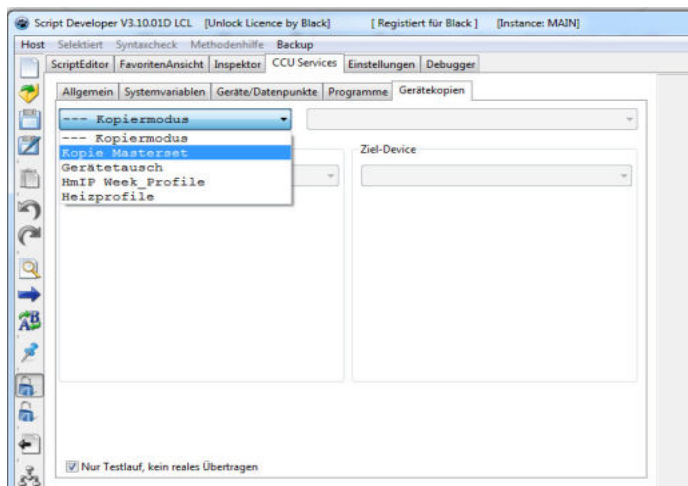 Script Developer V3.10.01D LCL [Unlock Licence by Black] [ Registiert für Black ] [Instance: MAIN]
Host Selektiert Syntaxcheck Methodenhilfe Backup
ScriptEditor FavoritenAnsicht Inspektor CCU Services Einstellungen Debugger
Allgemein Systemvariablen Geräte/Datenpunkte Programme Gerätekopien
--- Kopiermodus
--- Kopiermodus
Kopie Masterset
Gerätetausch
HmIP Week_Profile
Heizprofile
Ziel-Device
Nur Testlauf, kein reales Übertragen